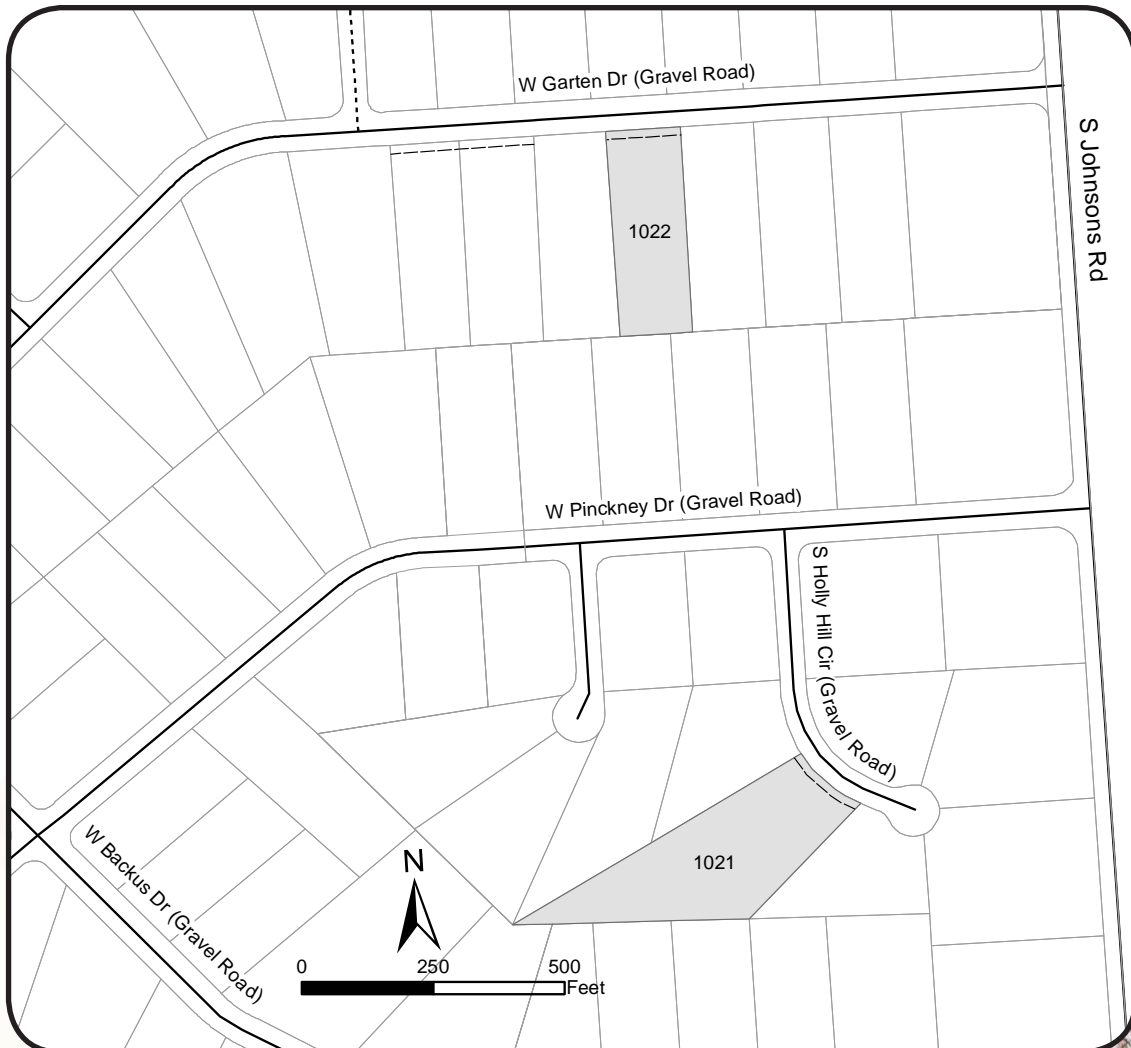 W Garten Dr (Gravel Road)
S Johnsons Rd
1022
W Pinckney Dr (Gravel Road)
S Holly Hill Cir (Gravel Road)
1021
W Backus Dr (Gravel Road)
N
0 250 500
Feet